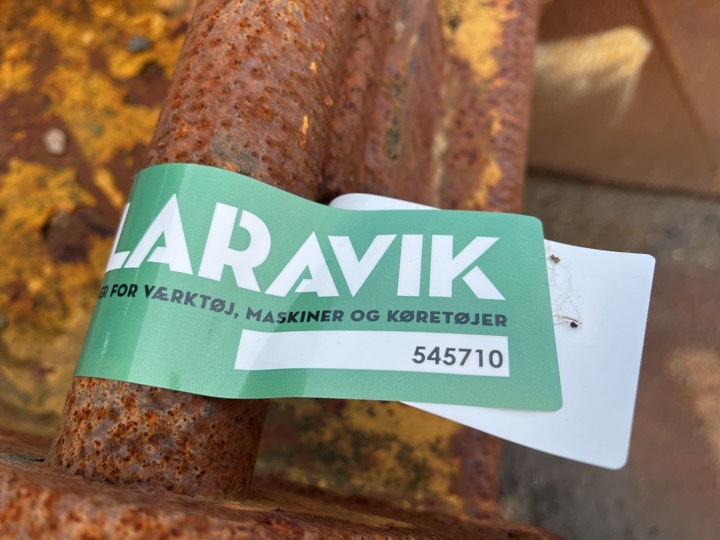 LARAVIK
ER FOR VÆRKTØJ, MASKINER OG KØRETØJER
545710